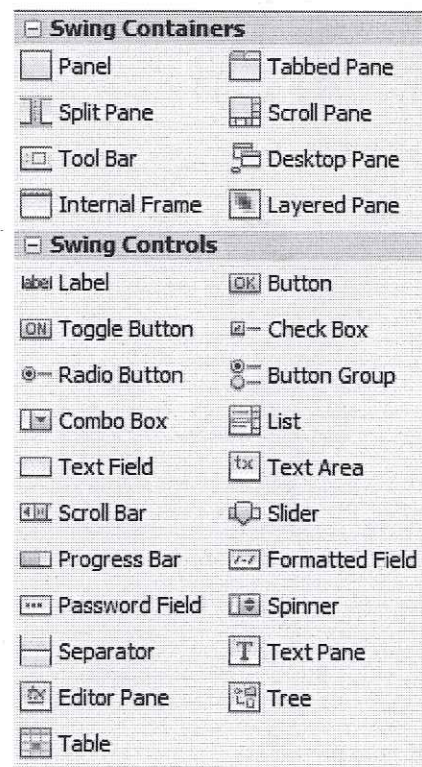 Swing Containers
Panel Tabbed Pane
Split Pane Scroll Pane
Tool Bar Desktop Pane
Internal Frame Layered Pane
Swing Controls
label Label OK Button
ON Toggle Button Check Box
Radio Button Button Group
Combo Box List
Text Field tx Text Area
Scroll Bar Slider
Progress Bar Formatted Field
Password Field Spinner
Separator T Text Pane
Editor Pane Tree
Table